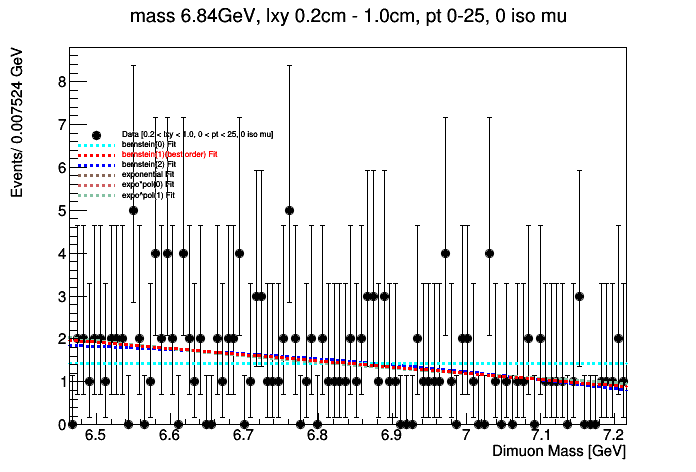 mass 6.84GeV, lxy 0.2cm - 1.0cm, pt 0-25, 0 iso mu
Events/ 0.007524 GeV
8
7
6
5
4
3
2
1
0
Data [0.2 < lxy < 1.0, 0 < pt < 25, 0 iso mu]
bernstein[0) Fit
bernstein[1)(best order) Fit
bernstein[2) Fit
exponential Fit
expo*pol(0) Fit
expo*pol(1) Fit
6.5 6.6 6.7 6.8 6.9 7 7.1 7.2
Dimuon Mass [GeV]